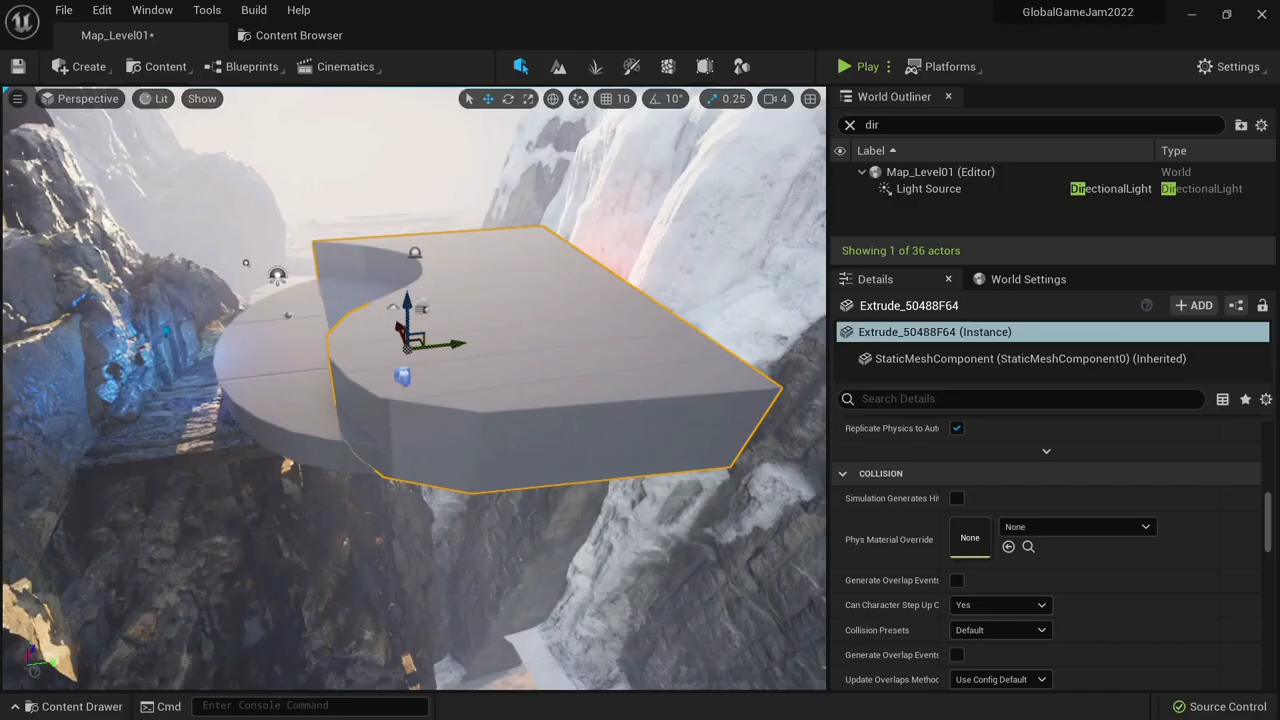 File Edit Window Tools Build Help
GlobalGameJam2022
Map_Level01*
Content Browser
Create Content Blueprints Cinematics
Play Platforms Settings
Perspective Lit Show
10 10° 0.25 4
World Outliner
dir
Label Type
Map_Level01 (Editor) World
Light Source DirectionalLight DirectionalLight
Showing 1 of 36 actors
Details World Settings
Extrude_50488F64 ADD
Extrude_50488F64 (Instance)
StaticMeshComponent (StaticMeshComponent0) (Inherited)
Search Details
Replicate Physics to Aut
COLLISION
Simulation Generates Hi
None None
Phys Material Override
Generate Overlap Events
Can Character Step Up O Yes
Collision Presets Default
Generate Overlap Events
Update Overlaps Method Use Config Default
Content Drawer Cmd Enter Console Command Source Control